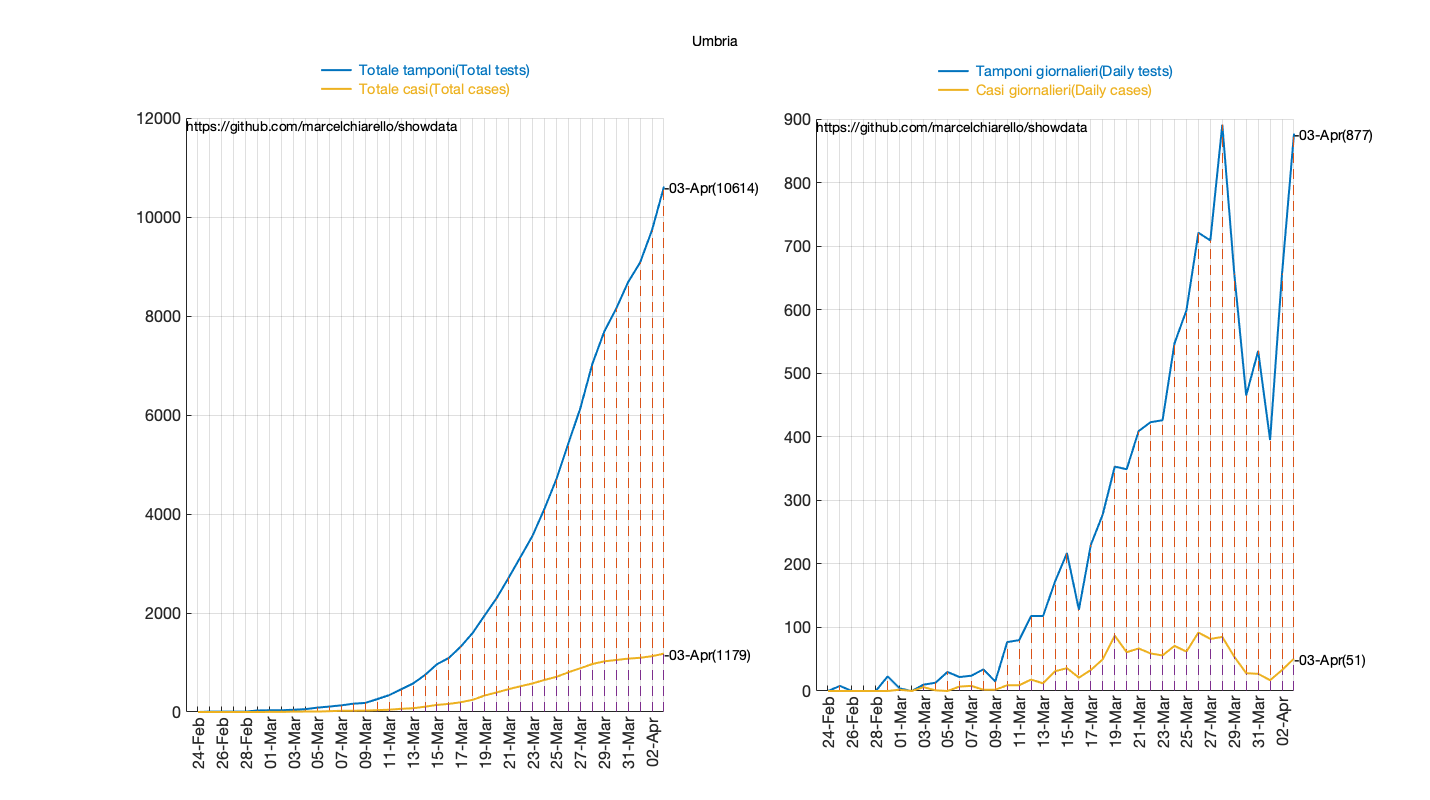 Umbria
Totale tamponi(Total tests)
Totale casi(Total cases)
https://github.com/marcelchiarello/showdata
12000
10000
8000
6000
4000
2000
0
-03-Apr(10614)
-03-Apr(1179)
24-Feb
26-Feb
28-Feb
01-Mar
03-Mar
05-Mar
07-Mar
09-Mar
11-Mar
13-Mar
15-Mar
17-Mar
19-Mar
21-Mar
23-Mar
25-Mar
27-Mar
29-Mar
31-Mar
02-Apr
Tamponi giornalieri(Daily tests)
Casi giornalieri(Daily cases)
https://github.com/marcelchiarello/showdata
900
800
700
600
500
400
300
200
100
0
-03-Apr(877)
-03-Apr(51)
24-Feb
26-Feb
28-Feb
01-Mar
03-Mar
05-Mar
07-Mar
09-Mar
11-Mar
13-Mar
15-Mar
17-Mar
19-Mar
21-Mar
23-Mar
25-Mar
27-Mar
29-Mar
31-Mar
02-Apr